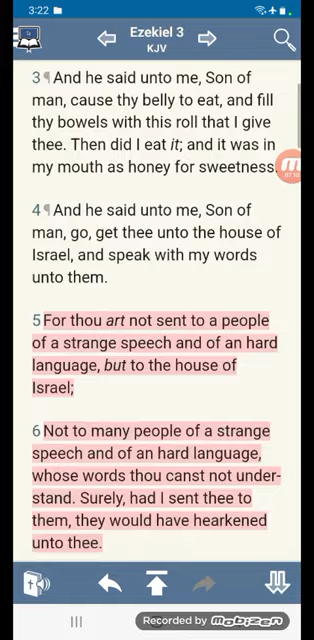 3:22
Ezekiel 3
KJV
3 ¶ And he said unto me, Son of
man, cause thy belly to eat, and fill
thy bowels with this roll that I give
thee. Then did I eat it; and it was in
my mouth as honey for sweetness.
4 ¶ And he said unto me, Son of
man, go, get thee unto the house of
Israel, and speak with my words
unto them.
5 For thou art not sent to a people
of a strange speech and of an hard
language, but to the house of
Israel;
6 Not to many people of a strange
speech and of an hard language,
whose words thou canst not under-
stand. Surely, had I sent thee to
them, they would have hearkened
unto thee.
Recorded by mobizen